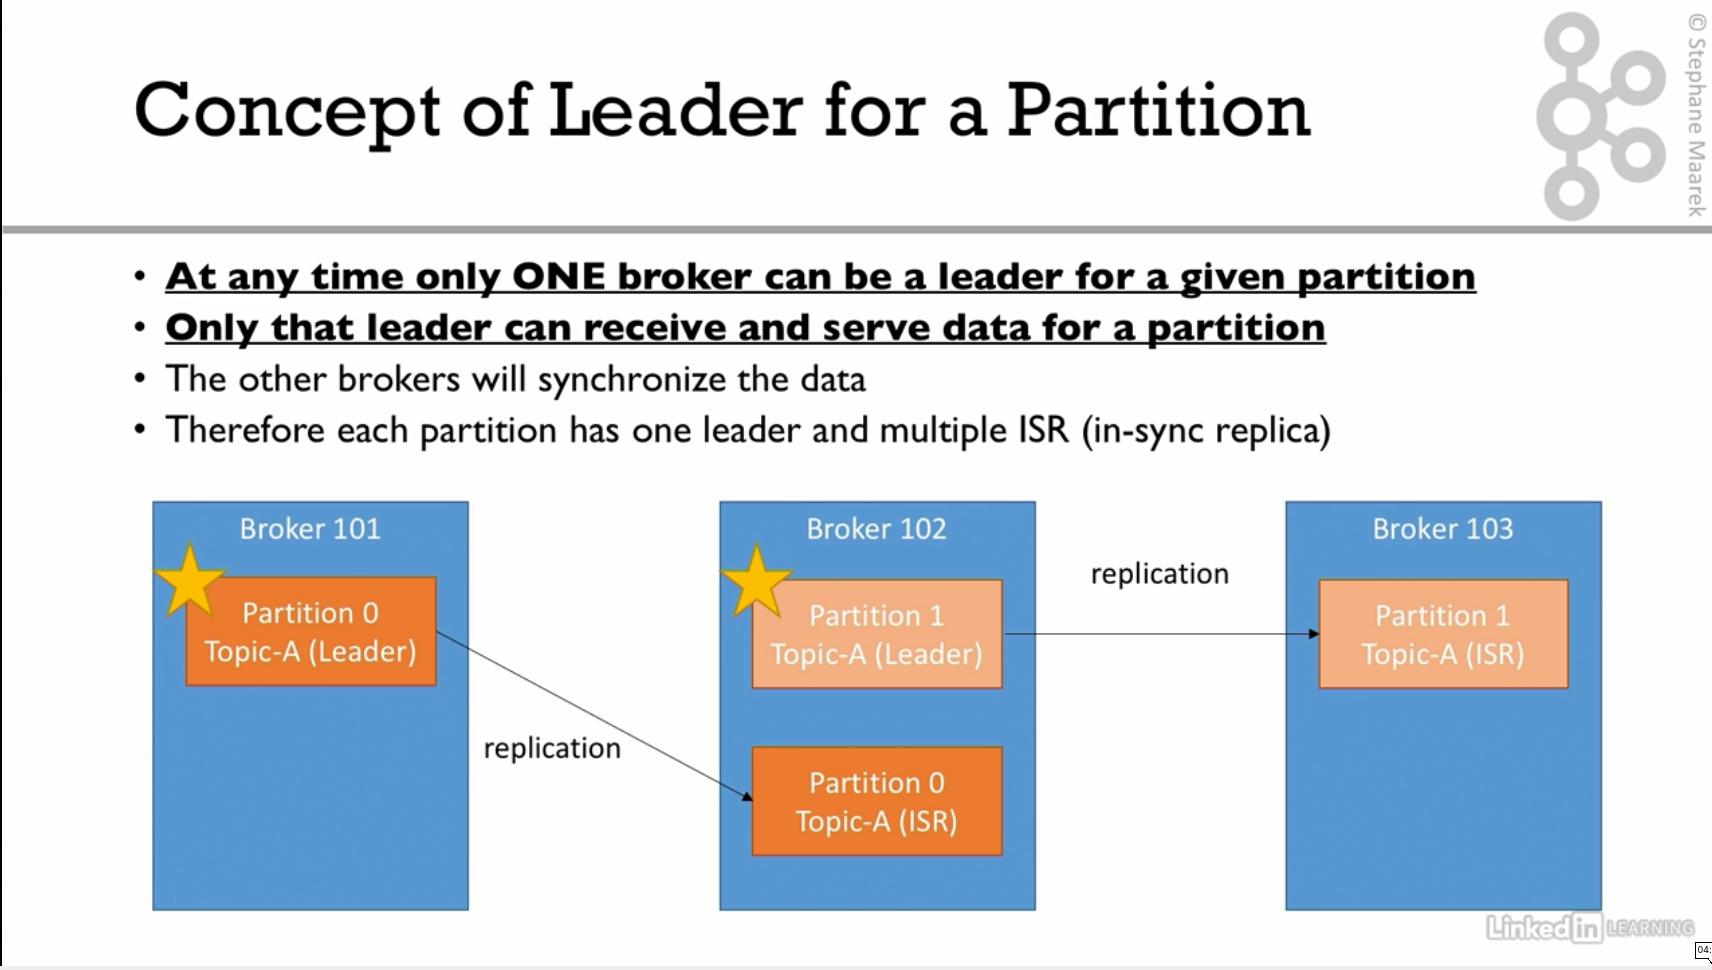 Concept of Leader for a Partition
© Stephane Maarek
• At any time only ONE broker can be a leader for a given partition
• Only that leader can receive and serve data for a partition
• The other brokers will synchronize the data
• Therefore each partition has one leader and multiple ISR (in-sync replica)
Broker 101
Partition 0
Topic-A (Leader)
replication
Broker 102
Partition 1
Topic-A (Leader)
Partition 0
Topic-A (ISR)
replication
Broker 103
Partition 1
Topic-A (ISR)
Linked in LEARNING
04: